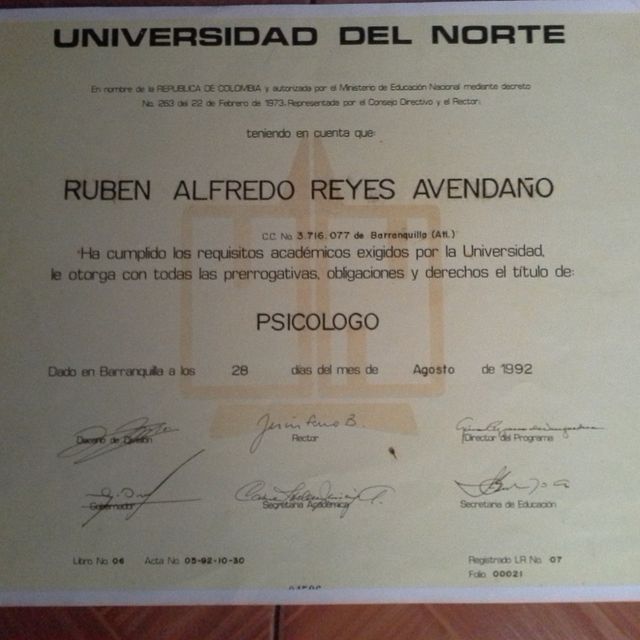 UNIVERSIDAD DEL NORTE
En nombre de la REPUBLICA DE COLOMBIA y autorizada por el Ministerio de Educación Nacional mediante decreto
No. 263 del 22 de Febrero de 1973. Representada por el Consejo Directivo y el Rector:
teniendo en cuenta que:
RUBEN ALFREDO REYES AVENDAÑO
C.C. No. 3.716.077 de Barranquilla (Atl.)
Ha cumplido los requisitos académicos exigidos por la Universidad,
le otorga con todas las prerrogativas, obligaciones y derechos el título de:
PSICOLOGO
Dado en Barranquilla a los 28 días del mes de Agosto de 1992
Decano de División Rector Director del Programa
Gobernador Secretaria Académica Secretaria de Educación
Libro No. 06 Acta No. 05-92-10-30 Registrado LR No. 07
Folio 00021